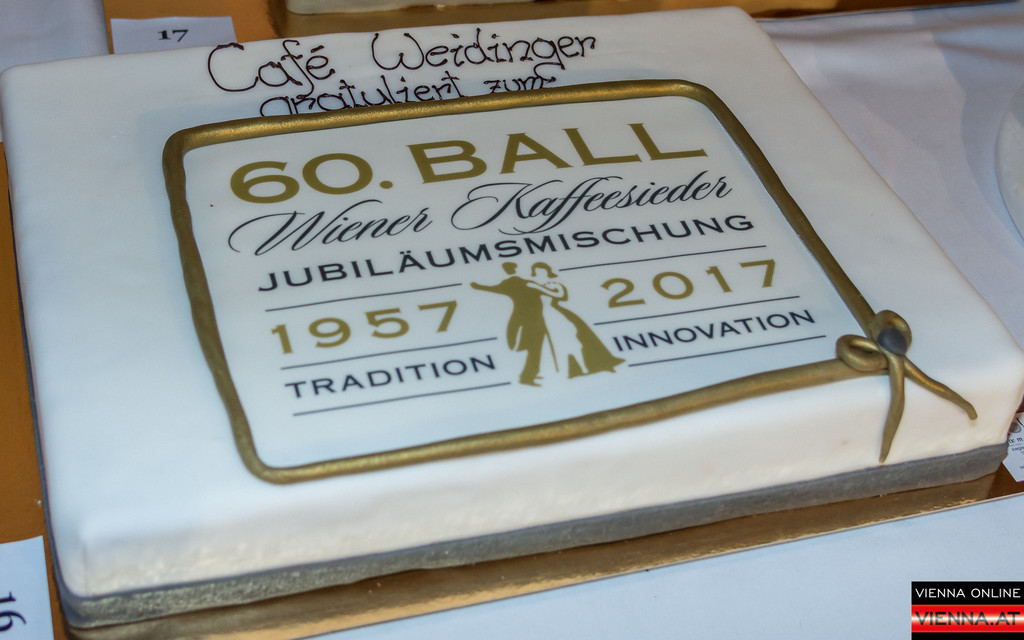 17
Café Weidinger
gratuliert zum
60. BALL
Wiener Kaffeesieder
JUBILÄUMSMISCHUNG
1957 2017
TRADITION INNOVATION
16
VIENNA ONLINE
VIENNA.AT